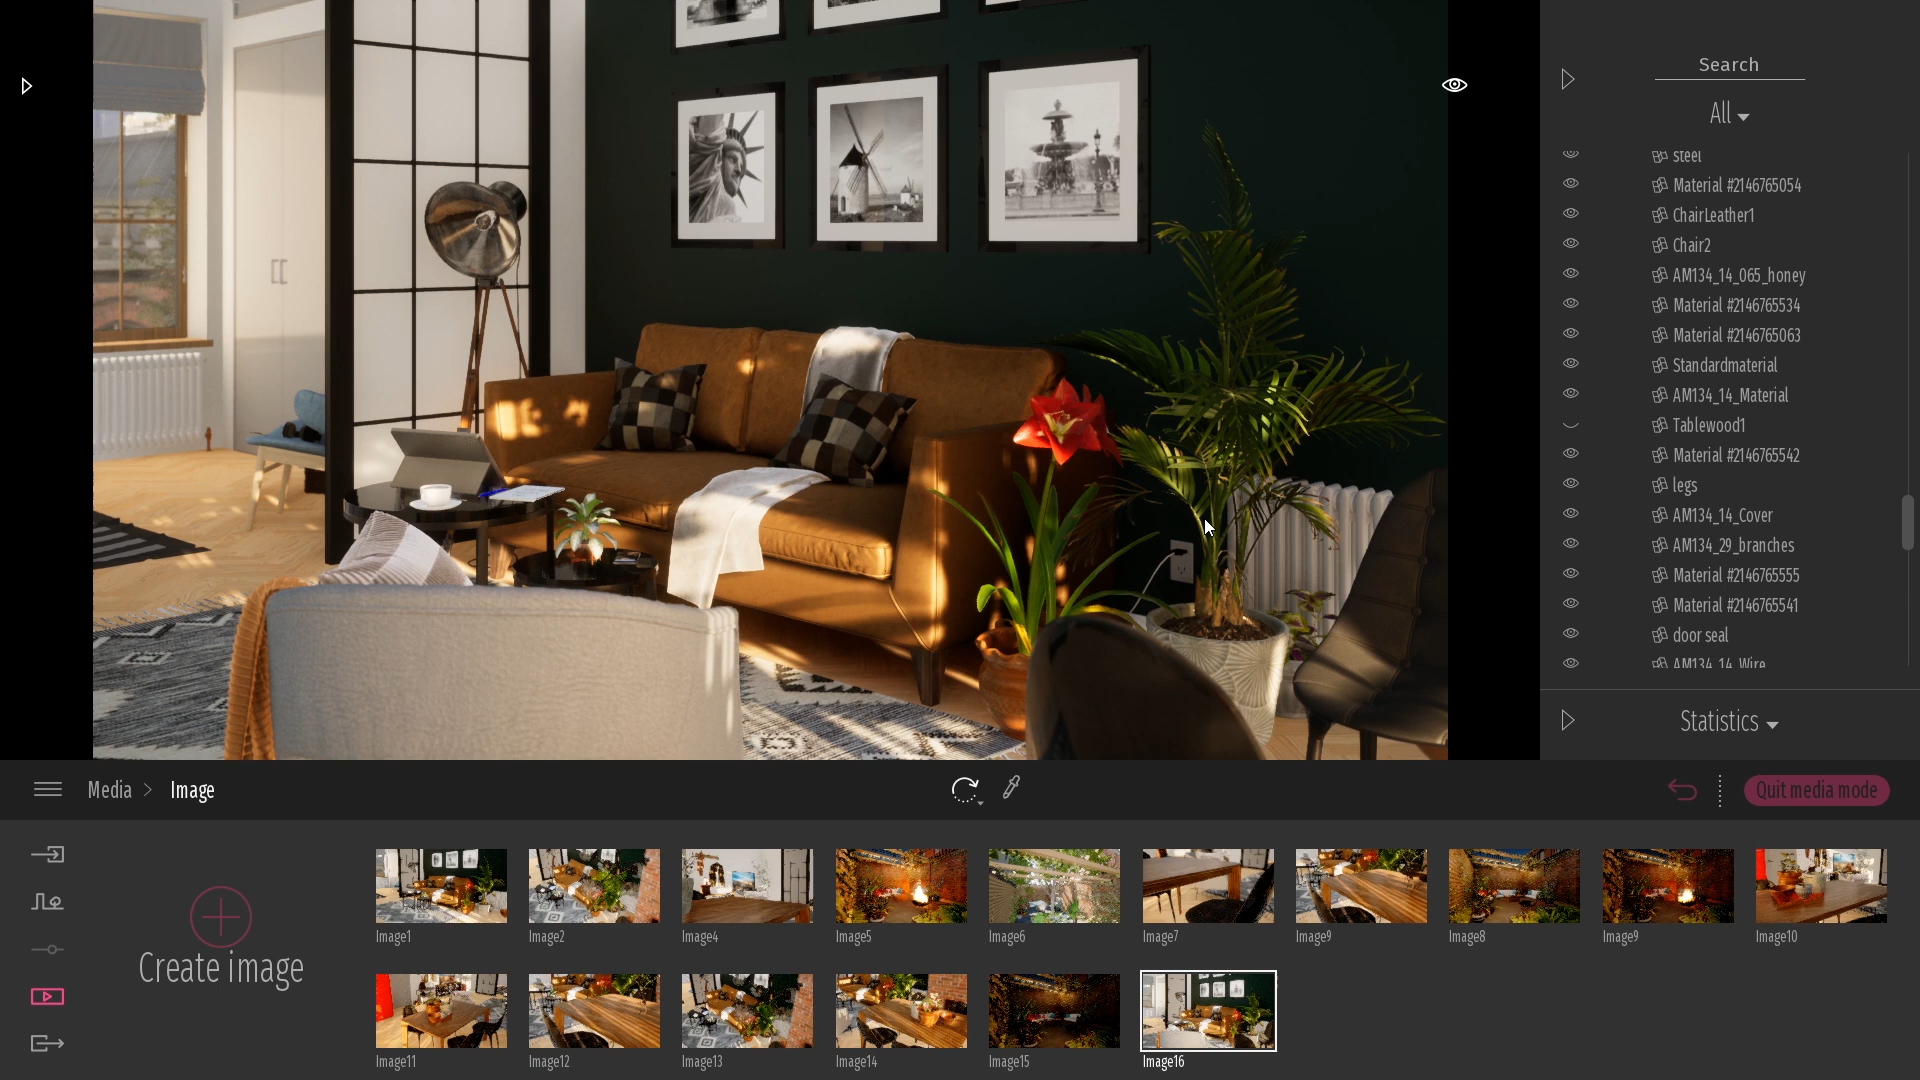 Search
All
steel
Material #2146765054
ChairLeather1
Chair2
AM134_14_065_honey
Material #2146765534
Material #2146765063
Standardmaterial
AM134_14_Material
Tablewood1
Material #2146765542
legs
AM134_14_Cover
AM134_29_branches
Material #2146765555
Material #2146765541
door seal
AM134_14_Wire
Statistics
Media > Image
Quit media mode
Create image
Image1 Image2 Image4 Image5 Image6 Image7 Image9 Image8 Image9 Image10
Image11 Image12 Image13 Image14 Image15 Image16